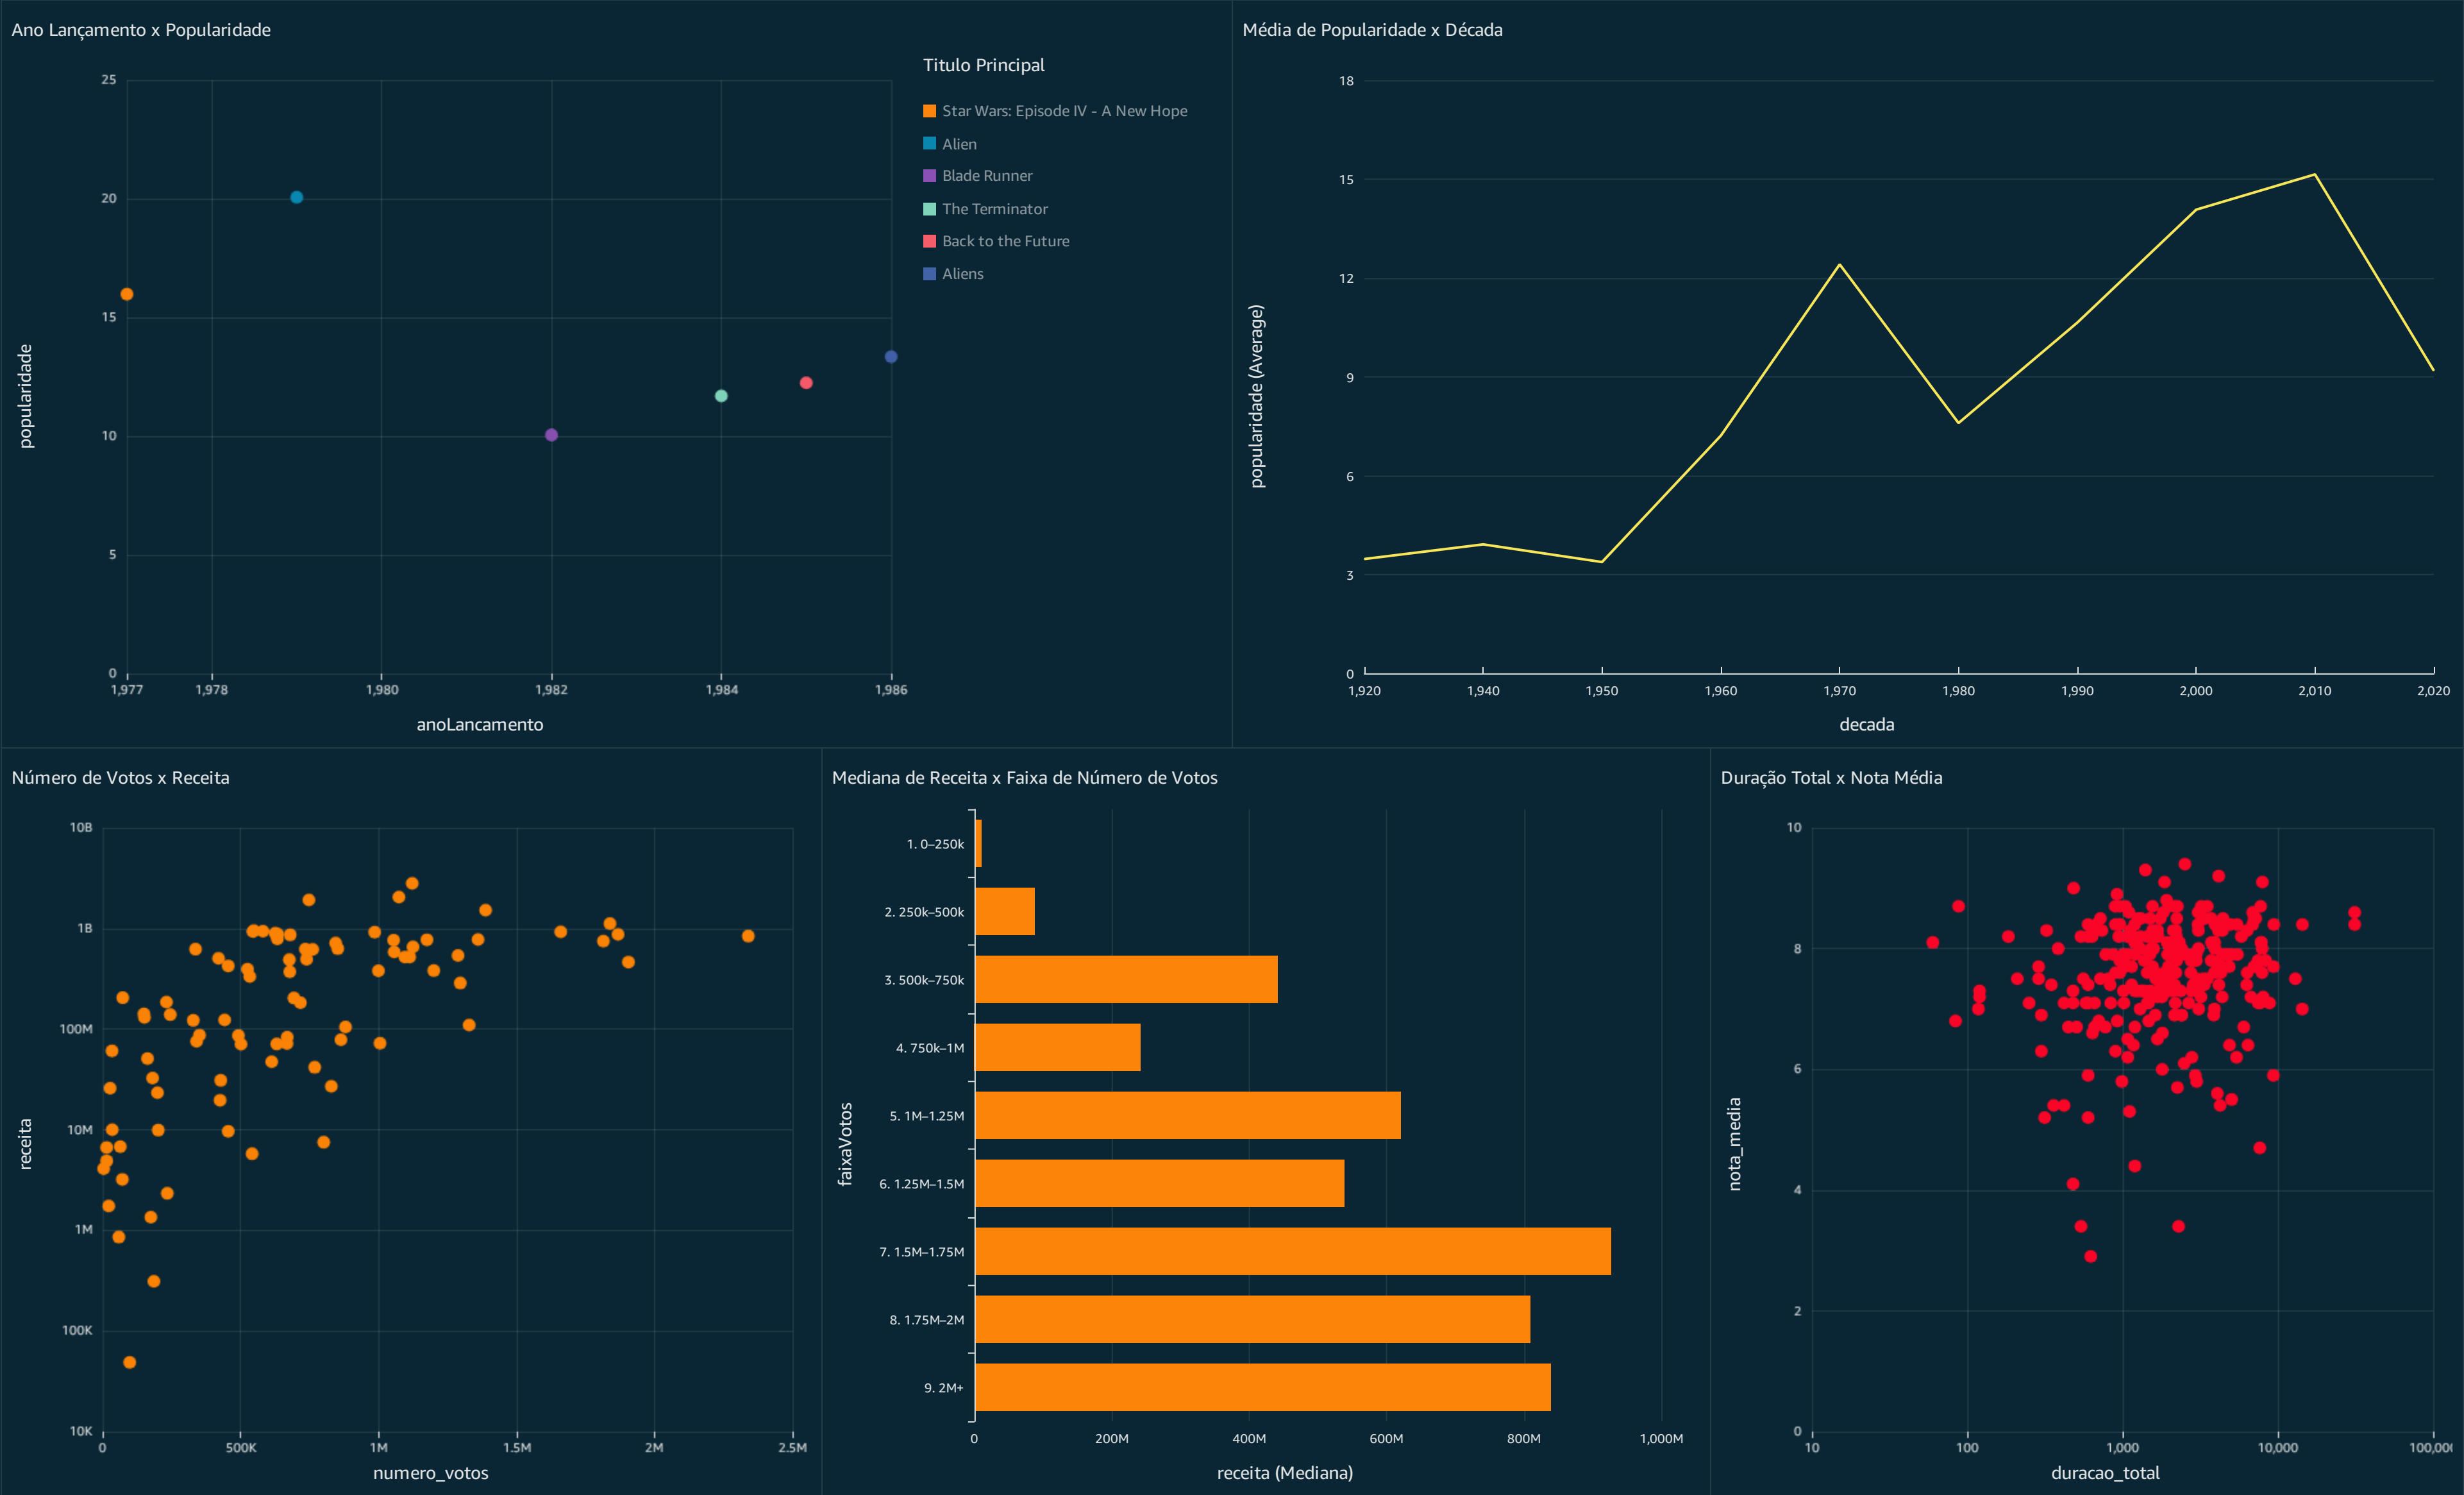 Ano Lançamento x Popularidade
popularidade
25
20
15
10
5
0
1,977
1,978
1,980
1,982
1,984
1,986
anoLancamento
Titulo Principal
Star Wars: Episode IV - A New Hope
Alien
Blade Runner
The Terminator
Back to the Future
Aliens
Média de Popularidade x Década
popularidade (Average)
18
15
12
9
6
3
0
1,920
1,940
1,950
1,960
1,970
1,980
1,990
2,000
2,010
2,020
decada
Número de Votos x Receita
receita
10B
1B
100M
10M
1M
100K
10K
0
500K
1M
1.5M
2M
2.5M
numero_votos
Mediana de Receita x Faixa de Número de Votos
faixaVotos
1. 0–250k
2. 250k–500k
3. 500k–750k
4. 750k–1M
5. 1M–1.25M
6. 1.25M–1.5M
7. 1.5M–1.75M
8. 1.75M–2M
9. 2M+
0
200M
400M
600M
800M
1,000M
receita (Mediana)
Duração Total x Nota Média
nota_media
10
8
6
4
2
0
10
100
1,000
10,000
100,00
duracao_total